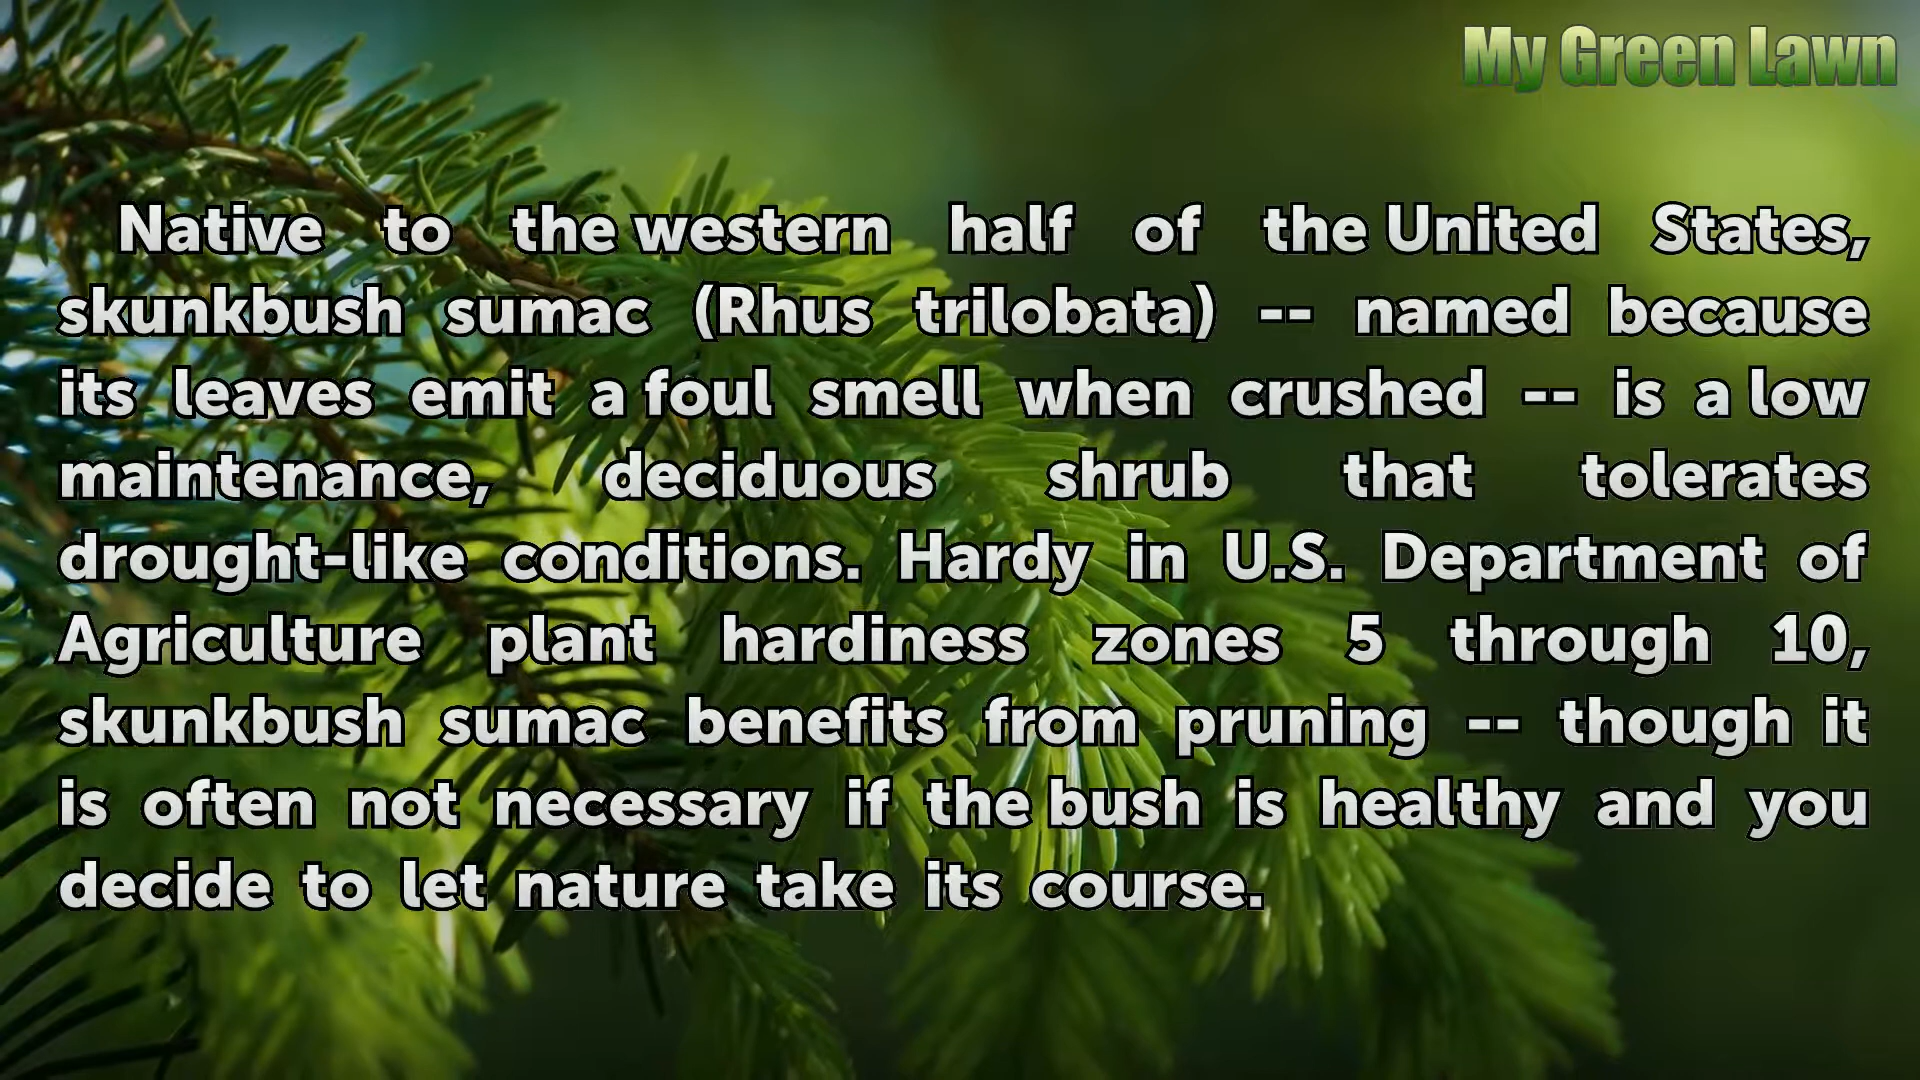 My Green Lawn
Native to the western half of the United States,
skunkbush sumac (Rhus trilobata) -- named because
its leaves emit a foul smell when crushed -- is a low
maintenance, deciduous shrub that tolerates
drought-like conditions. Hardy in U.S. Department of
Agriculture plant hardiness zones 5 through 10,
skunkbush sumac benefits from pruning -- though it
is often not necessary if the bush is healthy and you
decide to let nature take its course.